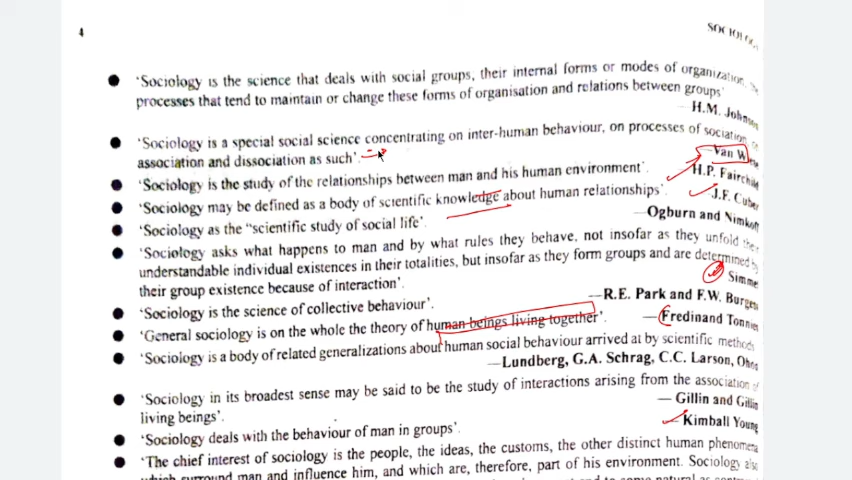 4
SOCIOLOG
● 'Sociology is the science that deals with social groups, their internal forms or modes of organization, the
processes that tend to maintain or change these forms of organisation and relations between groups'
—H.M. Johnson
● 'Sociology is a special social science concentrating on inter-human behaviour, on processes of sociation, on
association and dissociation as such'.
—Van Wiese
● 'Sociology is the study of the relationships between man and his human environment'.
H.P. Fairchild
● 'Sociology may be defined as a body of scientific knowledge about human relationships'.
J.F. Cuber
● 'Sociology as the "scientific study of social life'.
—Ogburn and Nimkoff
● 'Sociology asks what happens to man and by what rules they behave, not insofar as they unfold their
understandable individual existences in their totalities, but insofar as they form groups and are determined by
their group existence because of interaction'.
Simme
● 'Sociology is the science of collective behaviour'.
—R.E. Park and F.W. Burgess
● 'General sociology is on the whole the theory of human beings living together'.
—Fredinand Tonnies
● 'Sociology is a body of related generalizations about human social behaviour arrived at by scientific method'.
—Lundberg, G.A. Schrag, C.C. Larson,
● 'Sociology in its broadest sense may be said to be the study of interactions arising from the association of
living beings'.
— Gillin and Gillin
● 'Sociology deals with the behaviour of man in groups'.
Kimball Young
● 'The chief interest of sociology is the people, the ideas, the customs, the other distinct human phenomena
which surround man and influence him, and which are, therefore, part of his environment. Sociology also